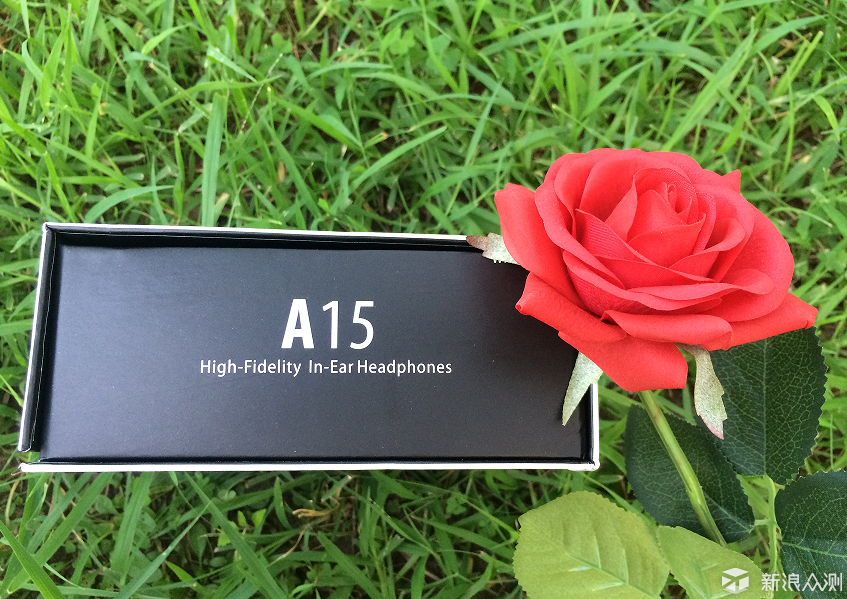 A15
High-Fidelity In-Ear Headphones
新浪众测